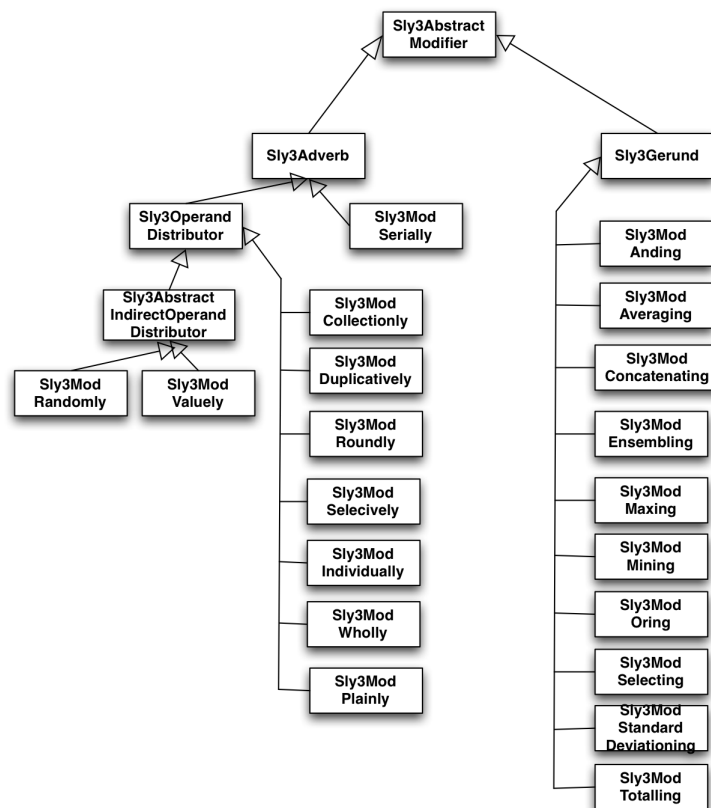 Sly3Abstract
Modifier
Sly3Adverb
Sly3Gerund
Sly3Operand
Distributor
Sly3Mod
Serially
Sly3Abstract
IndirectOperand
Distributor
Sly3Mod
Randomly
Sly3Mod
Valuely
Sly3Mod
Collectionly
Sly3Mod
Duplicatively
Sly3Mod
Roundly
Sly3Mod
Selecively
Sly3Mod
Individually
Sly3Mod
Wholly
Sly3Mod
Plainly
Sly3Mod
Anding
Sly3Mod
Averaging
Sly3Mod
Concatenating
Sly3Mod
Ensembling
Sly3Mod
Maxing
Sly3Mod
Mining
Sly3Mod
Oring
Sly3Mod
Selecting
Sly3Mod
Standard
Deviationing
Sly3Mod
Totalling